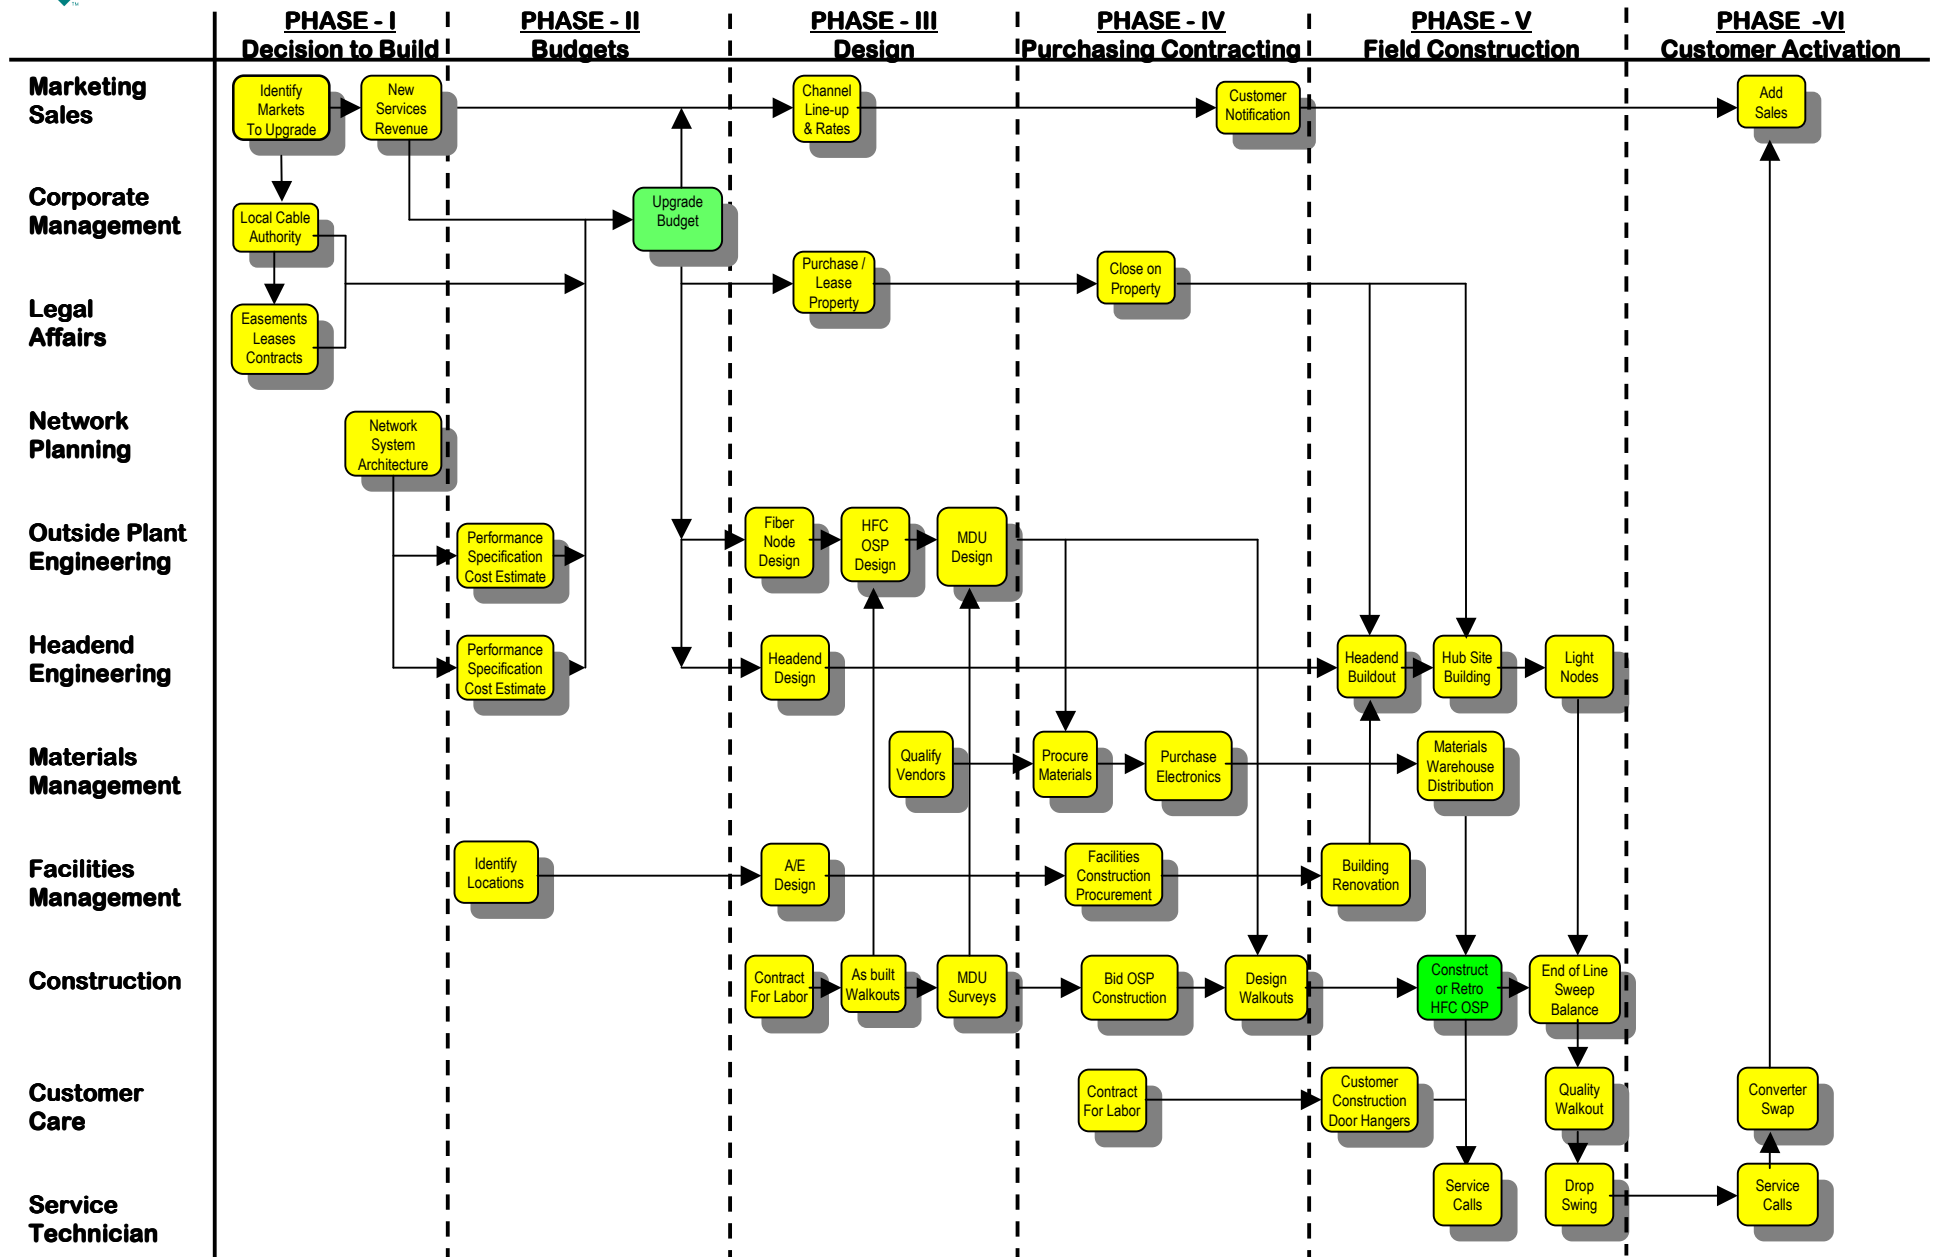 PHASE - I
Decision to Build
PHASE - II
Budgets
PHASE - III
Design
PHASE - IV
Purchasing Contracting
PHASE - V
Field Construction
PHASE -VI
Customer Activation
Marketing
Sales
Identify
Markets
To Upgrade
New
Services
Revenue
Channel
Line-up
& Rates
Customer
Notification
Add
Sales
Corporate
Management
Local Cable
Authority
Upgrade
Budget
Legal
Affairs
Easements
Leases
Contracts
Purchase /
Lease
Property
Close on
Property
Network
Planning
Network
System
Architecture
Outside Plant
Engineering
Performance
Specification
Cost Estimate
Fiber
Node
Design
HFC
OSP
Design
MDU
Design
Headend
Engineering
Performance
Specification
Cost Estimate
Headend
Design
Headend
Buildout
Hub Site
Building
Light
Nodes
Materials
Management
Qualify
Vendors
Procure
Materials
Purchase
Electronics
Materials
Warehouse
Distribution
Facilities
Management
Identify
Locations
A/E
Design
Facilities
Construction
Procurement
Building
Renovation
Construction
Contract
For Labor
As built
Walkouts
MDU
Surveys
Bid OSP
Construction
Design
Walkouts
Construct
or Retro
HFC OSP
End of Line
Sweep
Balance
Customer
Care
Contract
For Labor
Customer
Construction
Door Hangers
Quality
Walkout
Converter
Swap
Service
Technician
Service
Calls
Drop
Swing
Service
Calls